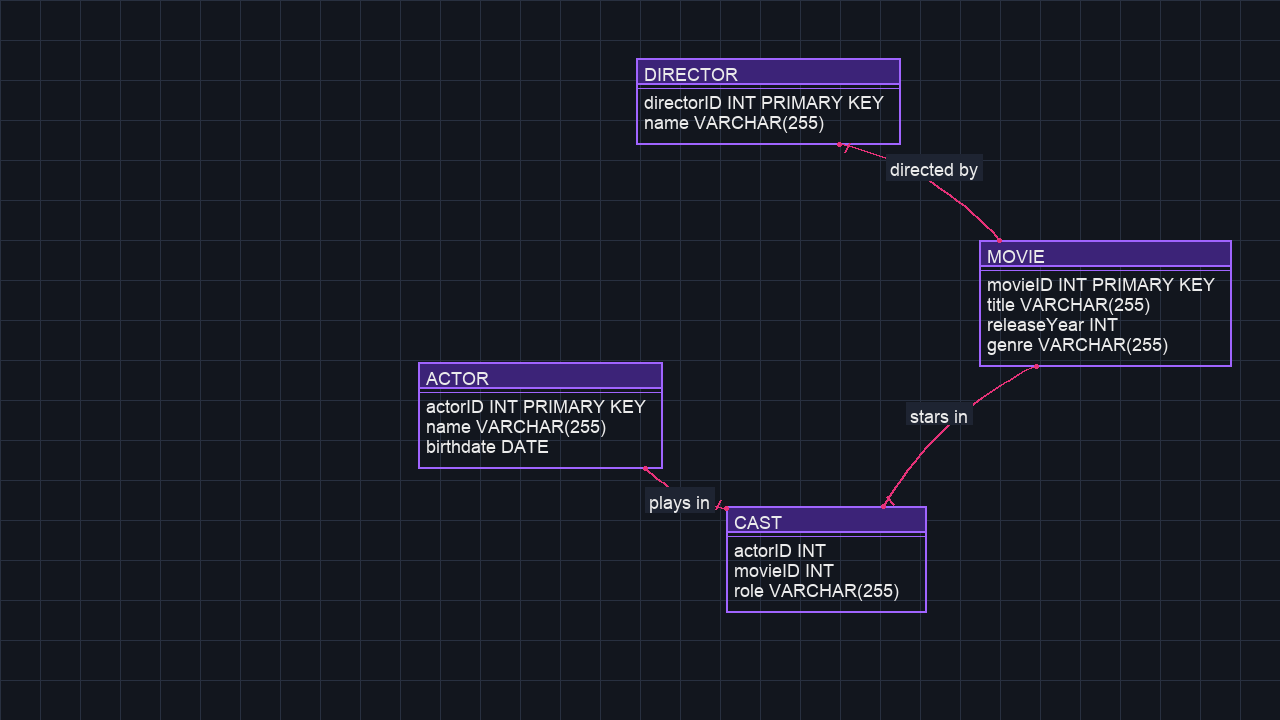 DIRECTOR
directorID INT PRIMARY KEY
name VARCHAR(255)
directed by
MOVIE
movieID INT PRIMARY KEY
title VARCHAR(255)
releaseYear INT
genre VARCHAR(255)
ACTOR
actorID INT PRIMARY KEY
name VARCHAR(255)
birthdate DATE
stars in
plays in
CAST
actorID INT
movieID INT
role VARCHAR(255)